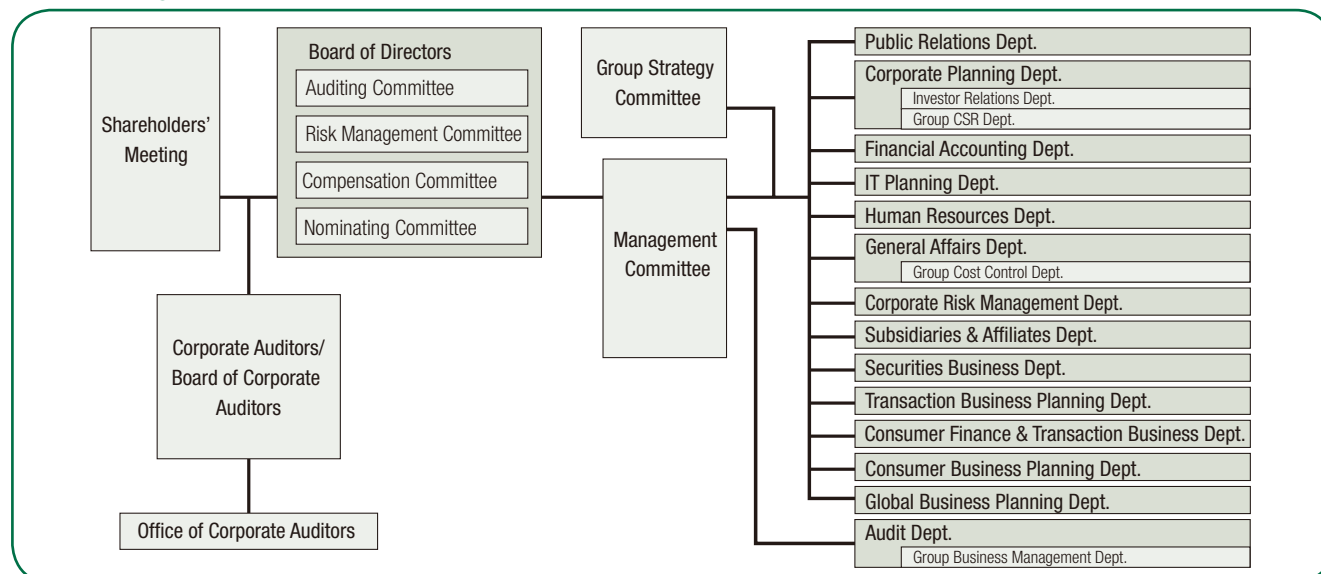 Shareholders'
Meeting
Board of Directors
Auditing Committee
Risk Management Committee
Compensation Committee
Nominating Committee
Corporate Auditors/
Board of Corporate
Auditors
Office of Corporate Auditors
Group Strategy
Committee
Management
Committee
Public Relations Dept.
Corporate Planning Dept.
Investor Relations Dept.
Group CSR Dept.
Financial Accounting Dept.
IT Planning Dept.
Human Resources Dept.
General Affairs Dept.
Group Cost Control Dept.
Corporate Risk Management Dept.
Subsidiaries & Affiliates Dept.
Securities Business Dept.
Transaction Business Planning Dept.
Consumer Finance & Transaction Business Dept.
Consumer Business Planning Dept.
Global Business Planning Dept.
Audit Dept.
Group Business Management Dept.